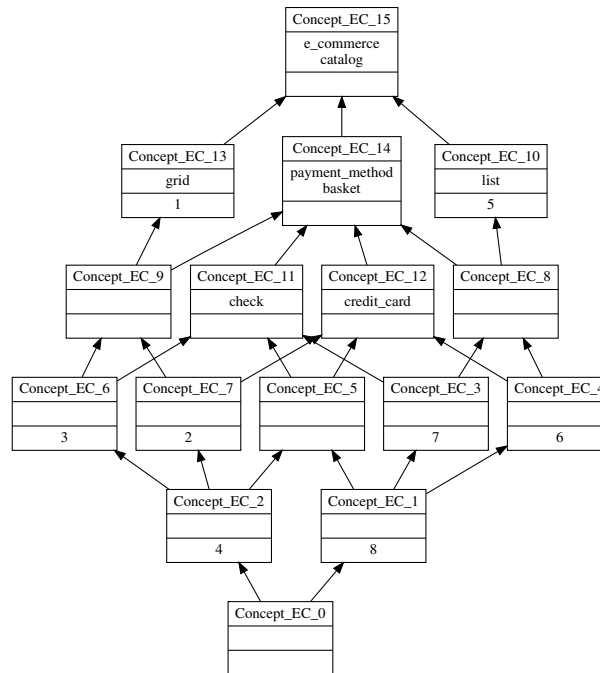 Concept_EC_15
e_commerce
catalog
Concept_EC_13
grid
1
Concept_EC_14
payment_method
basket
Concept_EC_10
list
5
Concept_EC_9
Concept_EC_11
check
Concept_EC_12
credit_card
Concept_EC_8
Concept_EC_6
3
Concept_EC_7
2
Concept_EC_5
Concept_EC_3
7
Concept_EC_4
6
Concept_EC_2
4
Concept_EC_1
8
Concept_EC_0